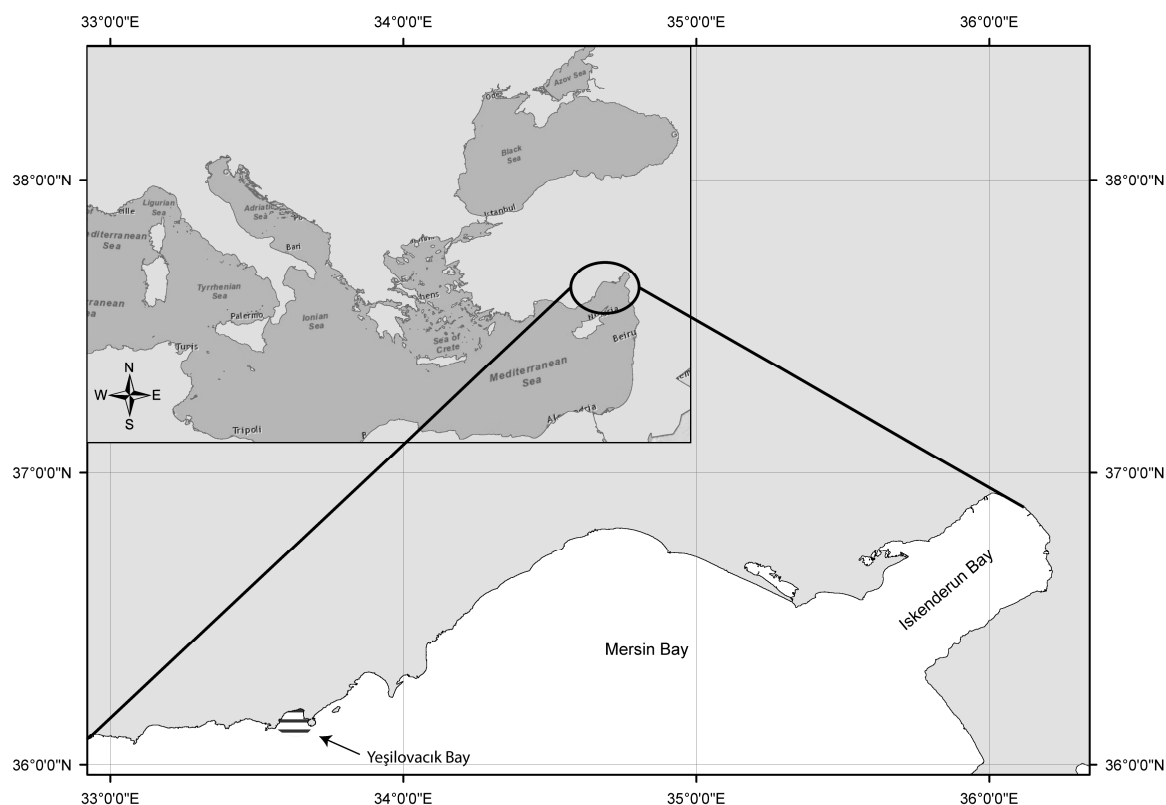 33°0'0"E
34°0'0"E
35°0'0"E
36°0'0"E
Azov Sea
Black
Sea
38°0'0"N
38°0'0"N
Ligurian
Sea
Adriatic
Sea
Istanbul
Bari
Mediterranean
Sea
Tyrrhenian
Sea
Palermo
Ionian
Sea
Sea of
Crete
Tunis
Mediterranean
Sea
N
W
E
S
Tripoli
37°0'0"N
37°0'0"N
Iskenderun Bay
Mersin Bay
Yeşilovacık Bay
36°0'0"N
36°0'0"N
33°0'0"E
34°0'0"E
35°0'0"E
36°0'0"E